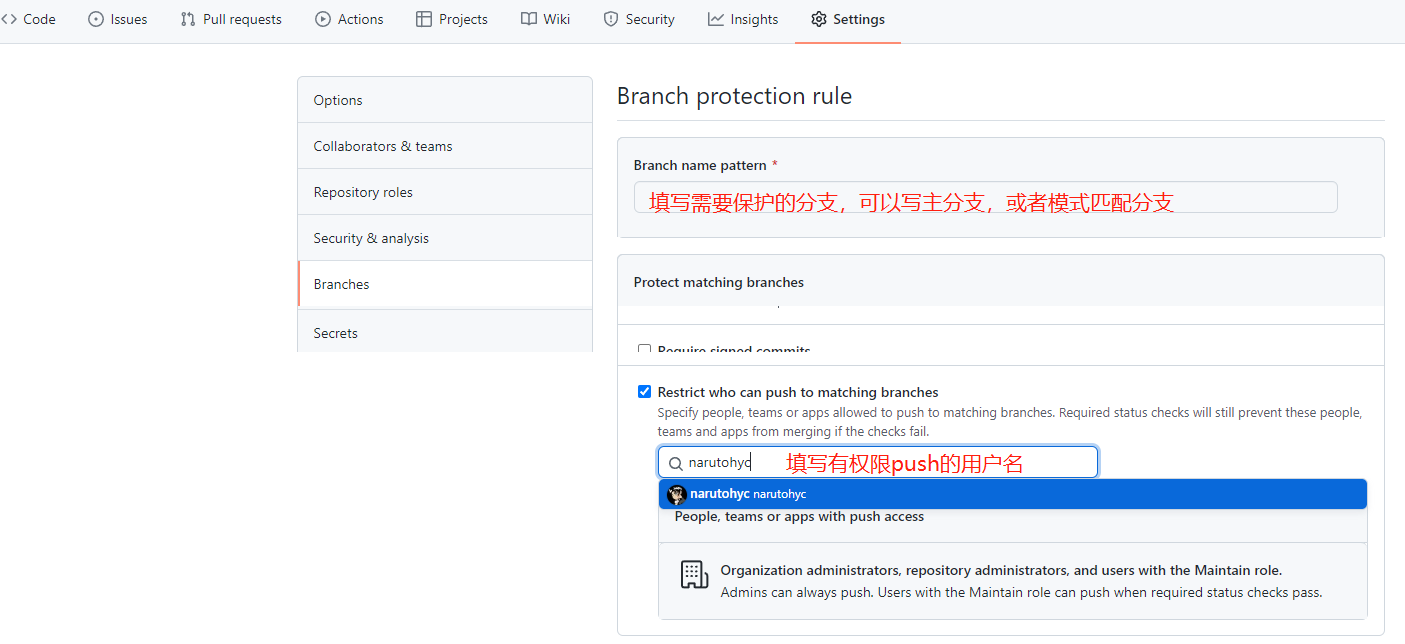 Code Issues Pull requests Actions Projects Wiki Security Insights Settings
Options
Collaborators & teams
Repository roles
Security & analysis
Branches
Secrets
Branch protection rule
Branch name pattern *
填写需要保护的分支，可以写主分支，或者模式匹配分支
Protect matching branches
Require signed commits
Restrict who can push to matching branches
Specify people, teams or apps allowed to push to matching branches. Required status checks will still prevent these people,
teams and apps from merging if the checks fail.
narutohyc 填写有权限push的用户名
narutohyc narutohyc
People, teams or apps with push access
Organization administrators, repository administrators, and users with the Maintain role.
Admins can always push. Users with the Maintain role can push when required status checks pass.